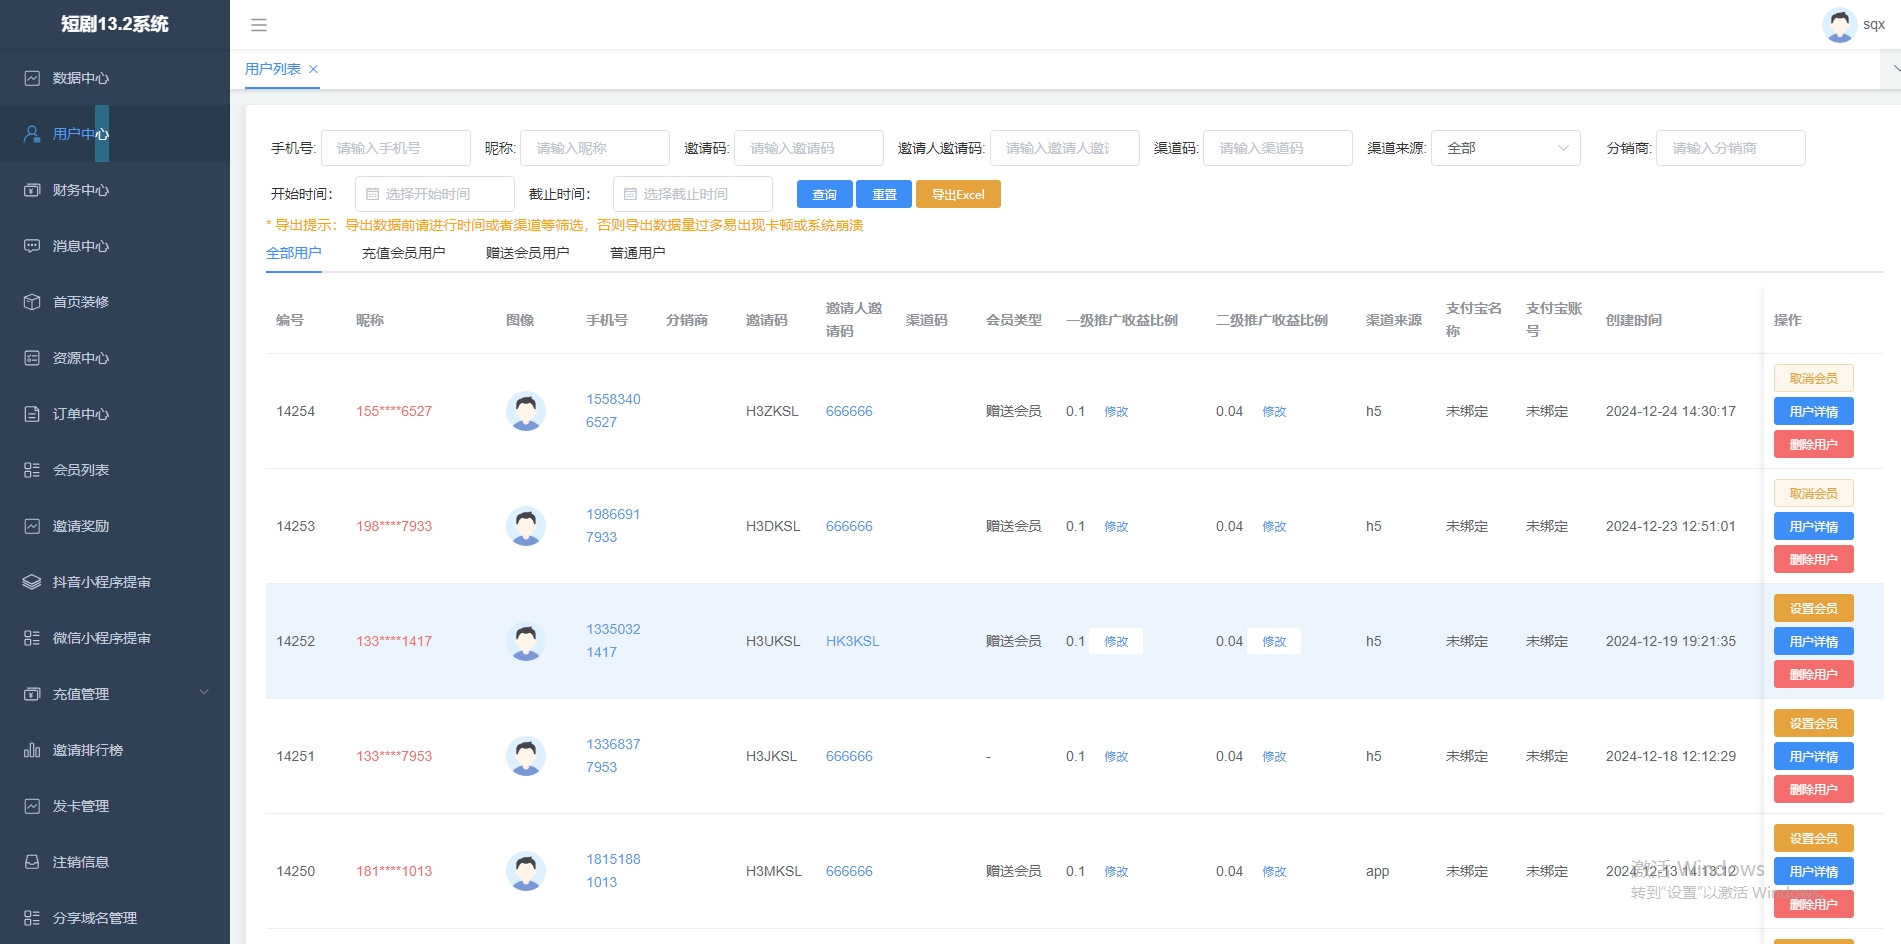 短剧13.2系统
sqx
数据中心
用户中心
财务中心
消息中心
首页装修
资源中心
订单中心
会员列表
邀请奖励
抖音小程序提审
微信小程序提审
充值管理
邀请排行榜
发卡管理
注销信息
分享域名管理
用户列表
手机号: 请输入手机号 昵称: 请输入昵称 邀请码: 请输入邀请码 邀请人邀请码: 请输入邀请人邀请 渠道码: 请输入渠道码 渠道来源: 全部 分销商: 请输入分销商
开始时间： 选择开始时间 截止时间： 选择截止时间 查询 重置 导出Excel
* 导出提示：导出数据前请进行时间或者渠道等筛选，否则导出数据量过多易出现卡顿或系统崩溃
全部用户 充值会员用户 赠送会员用户 普通用户
编号 昵称 图像 手机号 分销商 邀请码 邀请人邀请码 渠道码 会员类型 一级推广收益比例 二级推广收益比例 渠道来源 支付宝名称 支付宝账号 创建时间 操作
14254 155****6527 15583406527 H3ZKSL 666666 赠送会员 0.1 修改 0.04 修改 h5 未绑定 未绑定 2024-12-24 14:30:17 取消会员 用户详情 删除用户
14253 198****7933 19866917933 H3DKSL 666666 赠送会员 0.1 修改 0.04 修改 h5 未绑定 未绑定 2024-12-23 12:51:01 取消会员 用户详情 删除用户
14252 133****1417 13350321417 H3UKSL HK3KSL 赠送会员 0.1 修改 0.04 修改 h5 未绑定 未绑定 2024-12-19 19:21:35 设置会员 用户详情 删除用户
14251 133****7953 13368377953 H3JKSL 666666 - 0.1 修改 0.04 修改 h5 未绑定 未绑定 2024-12-18 12:12:29 设置会员 用户详情 删除用户
14250 181****1013 18151881013 H3MKSL 666666 赠送会员 0.1 修改 0.04 修改 app 未绑定 未绑定 2024-12-13 14:13:12 设置会员 用户详情 删除用户
激活 Windows
转到“设置”以激活 Windows。